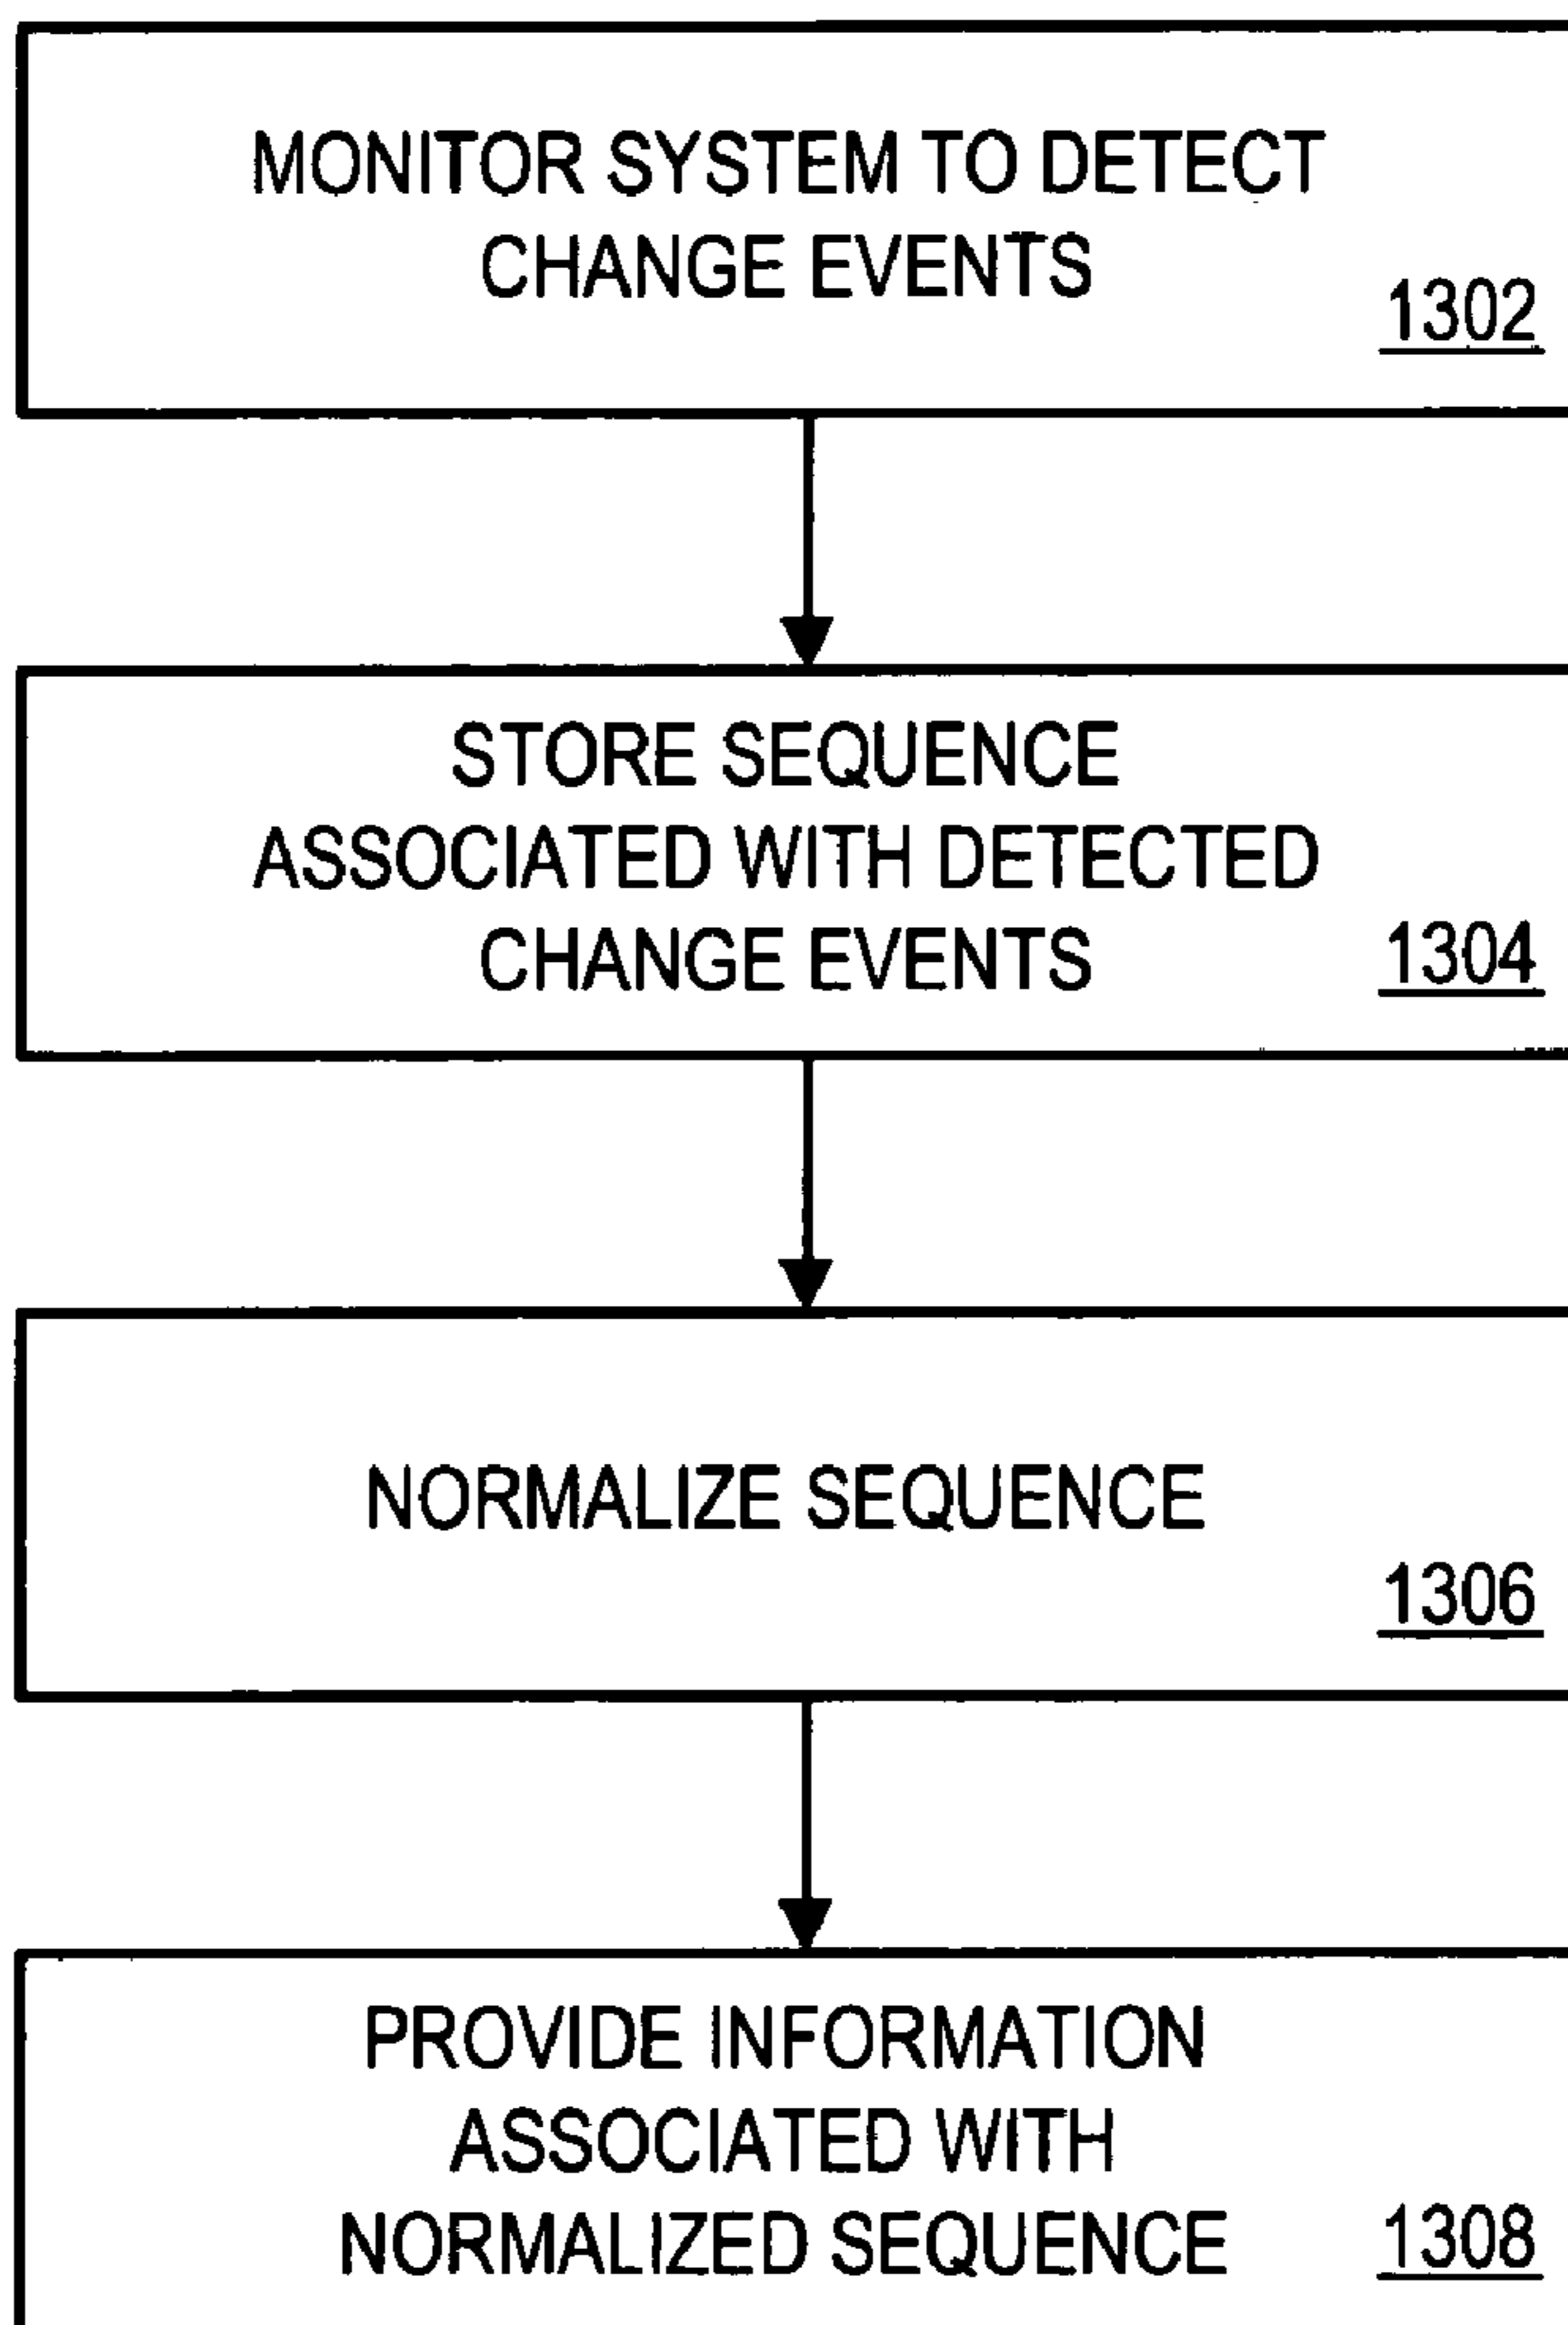 MONITOR SYSTEM TO DETECT
CHANGE EVENTS
1302
STORE SEQUENCE
ASSOCIATED WITH DETECTED
CHANGE EVENTS
1304
NORMALIZE SEQUENCE
1306
PROVIDE INFORMATION
ASSOCIATED WITH
NORMALIZED SEQUENCE
1308